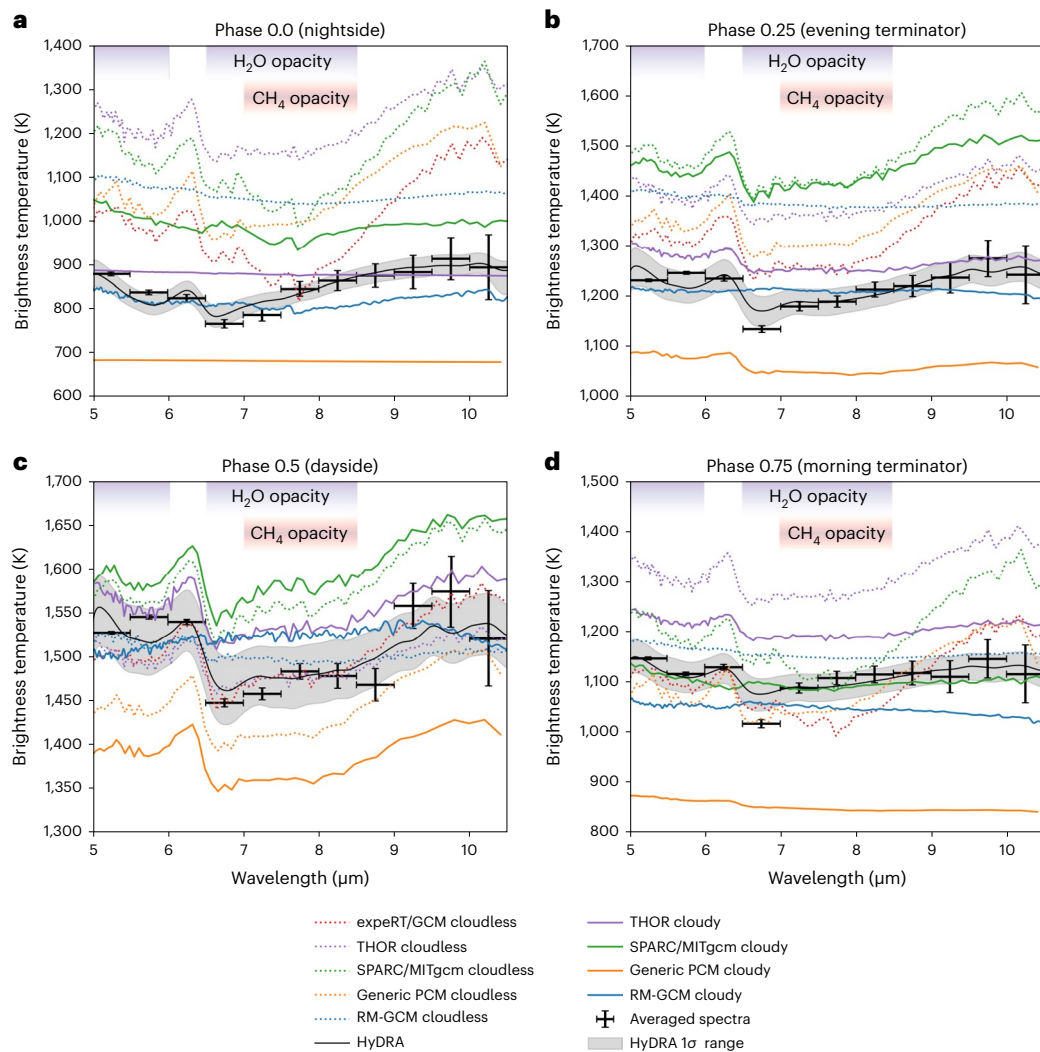 a
Phase 0.0 (nightside)
1,400
1,300
1,200
1,100
1,000
900
800
700
600
Brightness temperature (K)
H2O opacity
CH4 opacity
5 6 7 8 9 10
b
Phase 0.25 (evening terminator)
1,700
1,600
1,500
1,400
1,300
1,200
1,100
1,000
Brightness temperature (K)
H2O opacity
CH4 opacity
5 6 7 8 9 10
c
Phase 0.5 (dayside)
1,700
1,650
1,600
1,550
1,500
1,450
1,400
1,350
1,300
Brightness temperature (K)
H2O opacity
CH4 opacity
5 6 7 8 9 10
Wavelength (µm)
d
Phase 0.75 (morning terminator)
1,500
1,400
1,300
1,200
1,100
1,000
900
800
Brightness temperature (K)
H2O opacity
CH4 opacity
5 6 7 8 9 10
Wavelength (µm)
expeRT/GCM cloudless
THOR cloudless
SPARC/MITgcm cloudless
Generic PCM cloudless
RM-GCM cloudless
HyDRA
THOR cloudy
SPARC/MITgcm cloudy
Generic PCM cloudy
RM-GCM cloudy
Averaged spectra
HyDRA 1σ range